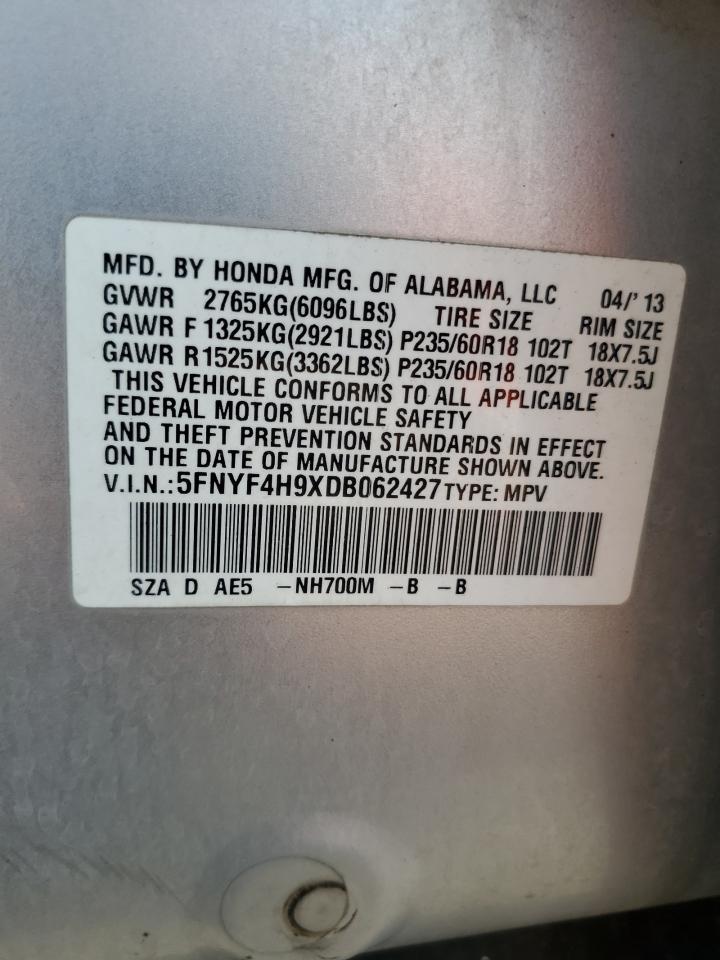 MFD. BY HONDA MFG. OF ALABAMA, LLC 04/'13
GVWR 2765KG(6096LBS) TIRE SIZE RIM SIZE
GAWR F 1325KG(2921LBS) P235/60R18 102T 18X7.5J
GAWR R 1525KG(3362LBS) P235/60R18 102T 18X7.5J
THIS VEHICLE CONFORMS TO ALL APPLICABLE
FEDERAL MOTOR VEHICLE SAFETY
AND THEFT PREVENTION STANDARDS IN EFFECT
ON THE DATE OF MANUFACTURE SHOWN ABOVE.
V.I.N.:5FNYF4H9XDB062427 TYPE: MPV
SZA D AE5 -NH700M -B -B